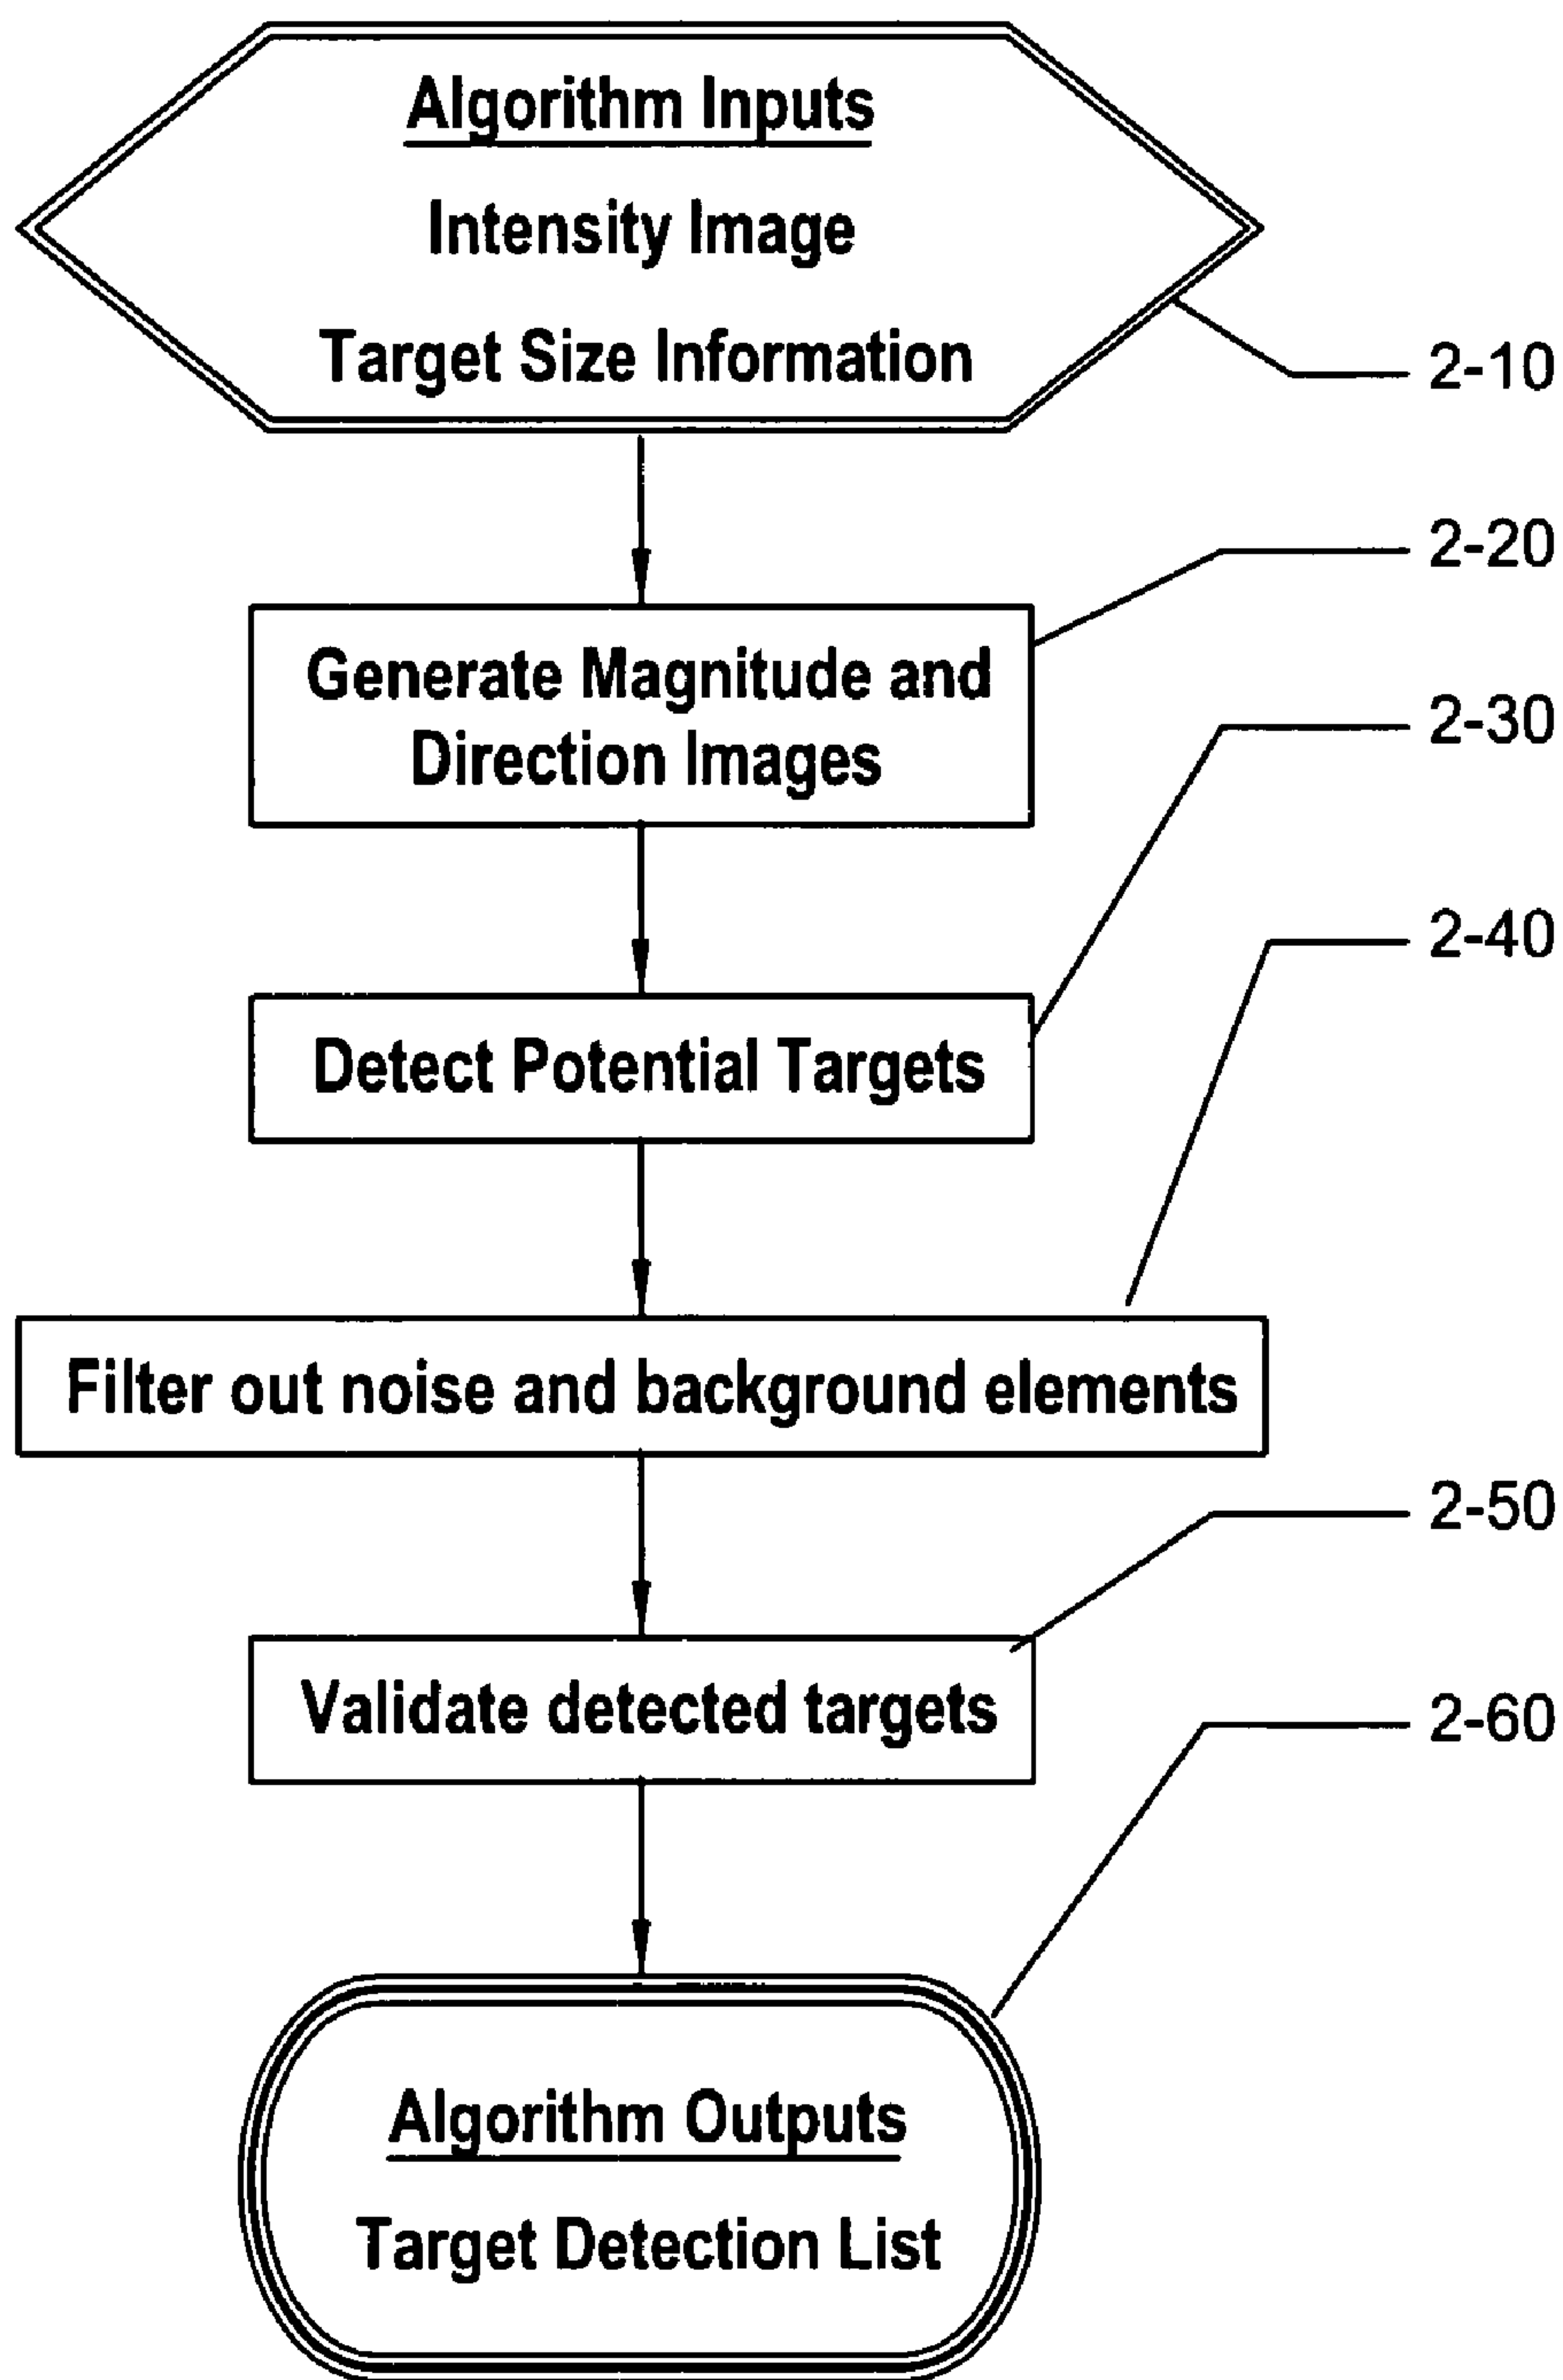 Algorithm Inputs
Intensity Image
Target Size Information
2-10
2-20
Generate Magnitude and
Direction Images
2-30
2-40
Detect Potential Targets
Filter out noise and background elements
2-50
Validate detected targets
2-60
Algorithm Outputs
Target Detection List